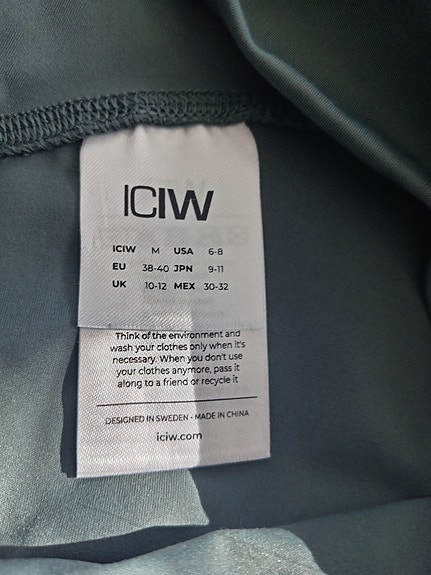 ICIW
ICIW M USA 6-8
EU 38-40 JPN 9-11
UK 10-12 MEX 30-32
Think of the environment and
wash your clothes only when it's
necessary. When you don't use
your clothes anymore, pass it
along to a friend or recycle it
DESIGNED IN SWEDEN - MADE IN CHINA
iciw.com